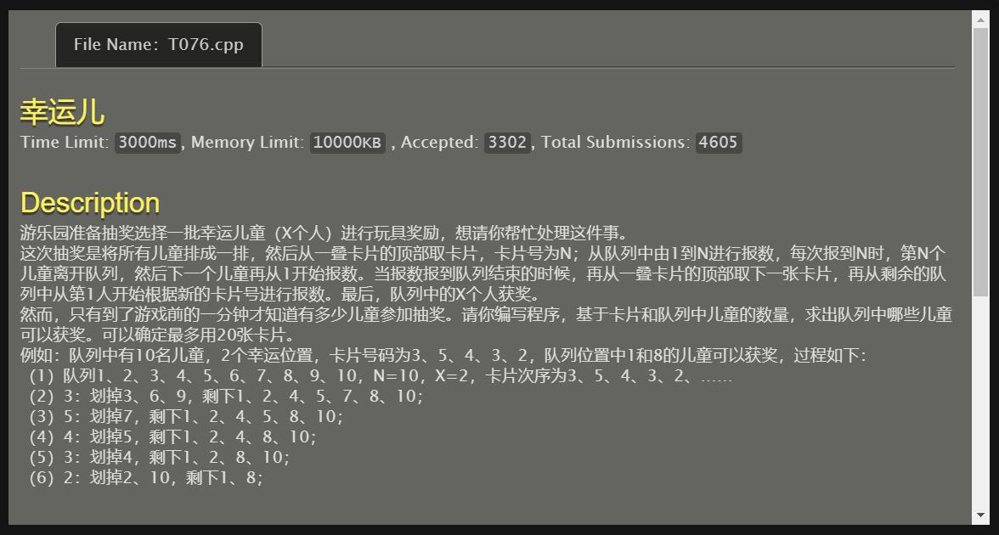 File Name: T076.cpp
幸运儿
Time Limit: 3000ms, Memory Limit: 10000KB , Accepted: 3302, Total Submissions: 4605
Description
游乐园准备抽奖选择一批幸运儿童（X个人）进行玩具奖励，想请你帮忙处理这件事。
这次抽奖是将所有儿童排成一排，然后从一叠卡片的顶部取卡片，卡片号为N；从队列中由1到N进行报数，每次报到N时，第N个
儿童离开队列，然后下一个儿童再从1开始报数。当报数报到队列结束的时候，再从一叠卡片的顶部取下一张卡片，再从剩余的队
列中从第1人开始根据新的卡片号进行报数。最后，队列中的X个人获奖。
然而，只有到了游戏前的一分钟才知道有多少儿童参加抽奖。请你编写程序，基于卡片和队列中儿童的数量，求出队列中哪些儿童
可以获奖。可以确定最多用20张卡片。
例如：队列中有10名儿童，2个幸运位置，卡片号码为3、5、4、3、2，队列位置中1和8的儿童可以获奖，过程如下：
（1）队列1、2、3、4、5、6、7、8、9、10，N=10，X=2，卡片次序为3、5、4、3、2、……
（2）3：划掉3、6、9，剩下1、2、4、5、7、8、10；
（3）5：划掉7，剩下1、2、4、5、8、10；
（4）4：划掉5，剩下1、2、4、8、10；
（5）3：划掉4，剩下1、2、8、10；
（6）2：划掉2、10，剩下1、8；